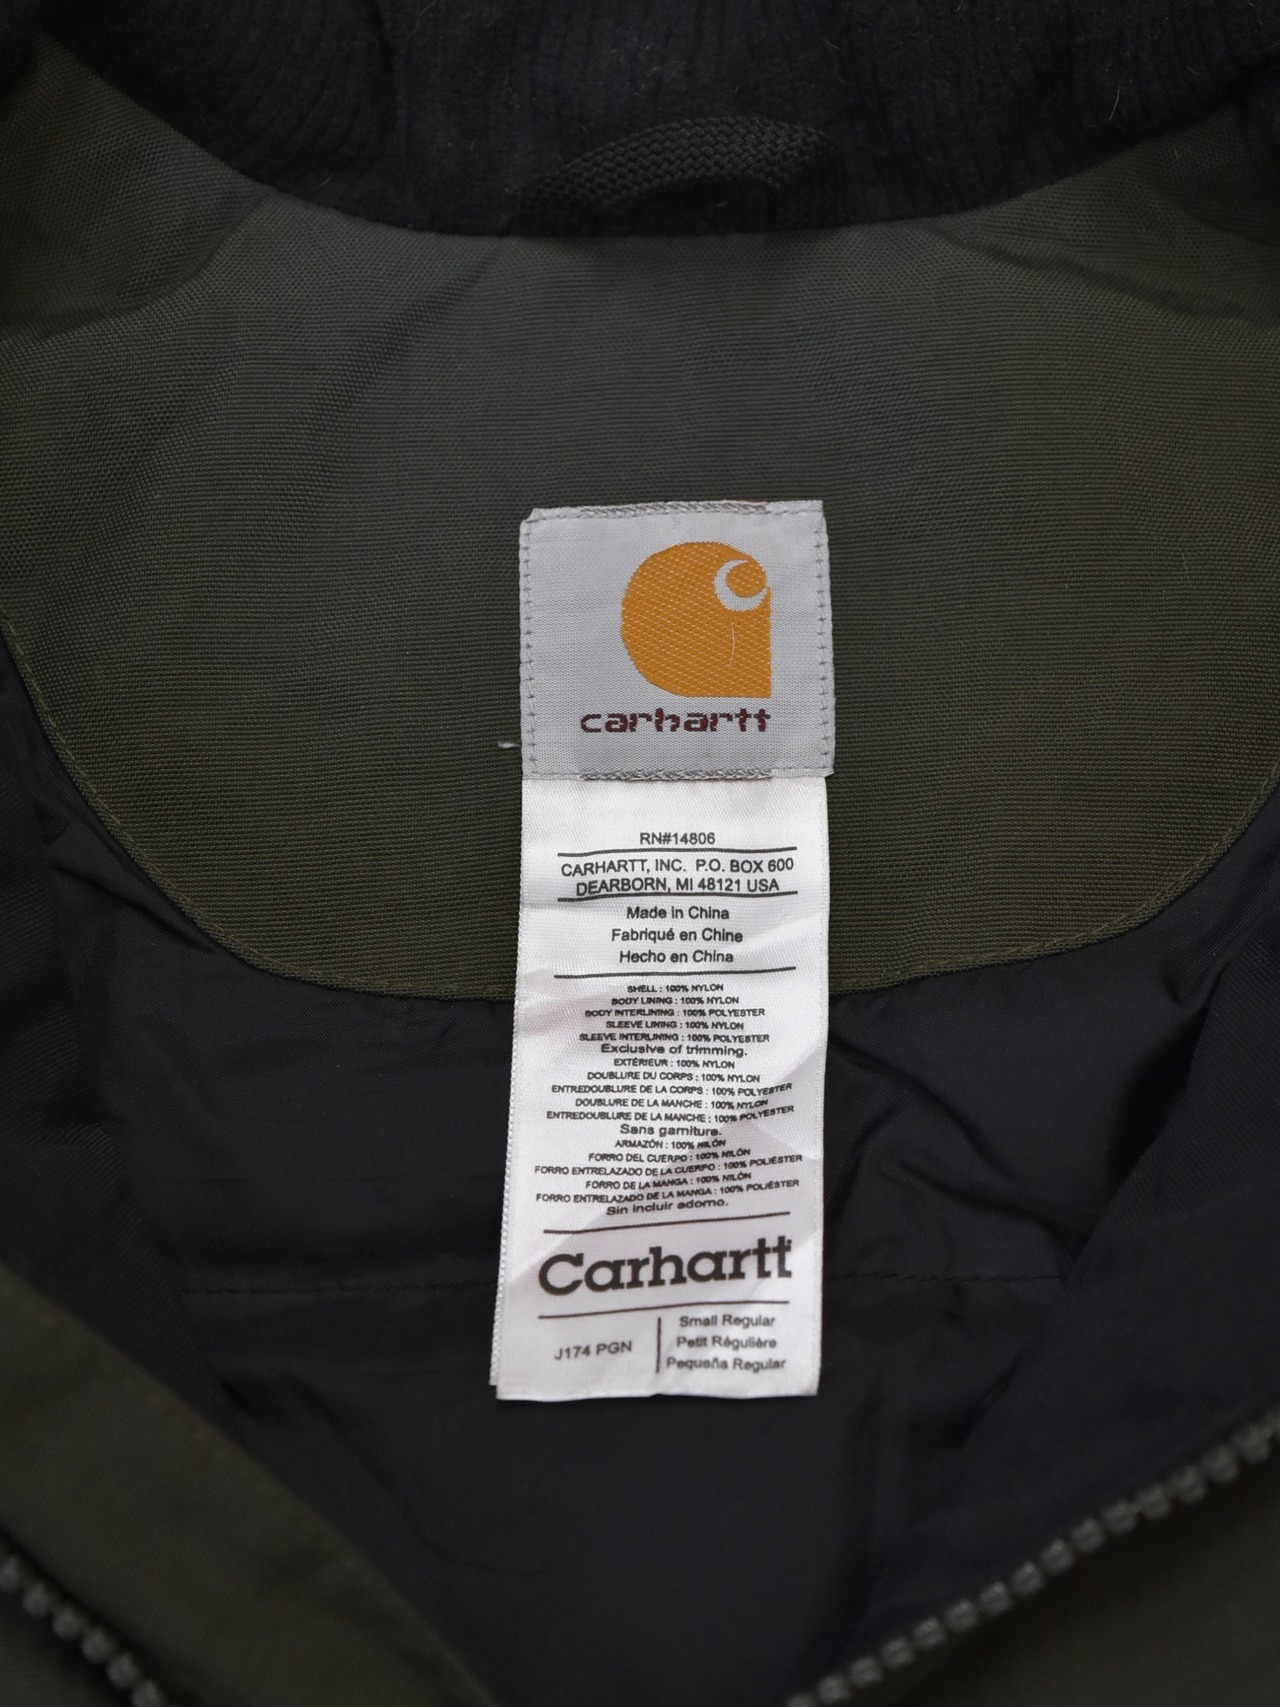 carhartt
RN#14806
CARHARTT, INC. P.O. BOX 600
DEARBORN, MI 48121 USA
Made in China
Fabriqué en Chine
Hecho en China
SHELL : 100% NYLON
BODY LINING : 100% NYLON
BODY INTERLINING : 100% POLYESTER
SLEEVE LINING : 100% NYLON
SLEEVE INTERLINING : 100% POLYESTER
Exclusive of trimming.
EXTÉRIEUR : 100% NYLON
DOUBLURE DU CORPS : 100% NYLON
ENTREDOUBLURE DE LA CORPS : 100% POLYESTER
DOUBLURE DE LA MANCHE : 100% NYLON
ENTREDOUBLURE DE LA MANCHE : 100% POLYESTER
Sans garniture.
ARMAZÓN : 100% NILÓN
FORRO DEL CUERPO : 100% NILÓN
FORRO ENTRELAZADO DE LA CUERPO : 100% POLIÉSTER
FORRO DE LA MANGA : 100% NILÓN
FORRO ENTRELAZADO DE LA MANGA : 100% POLIÉSTER
Sin incluir adorno.
Carhartt
J174 PGN
Small Regular
Petit Régulière
Pequeña Regular